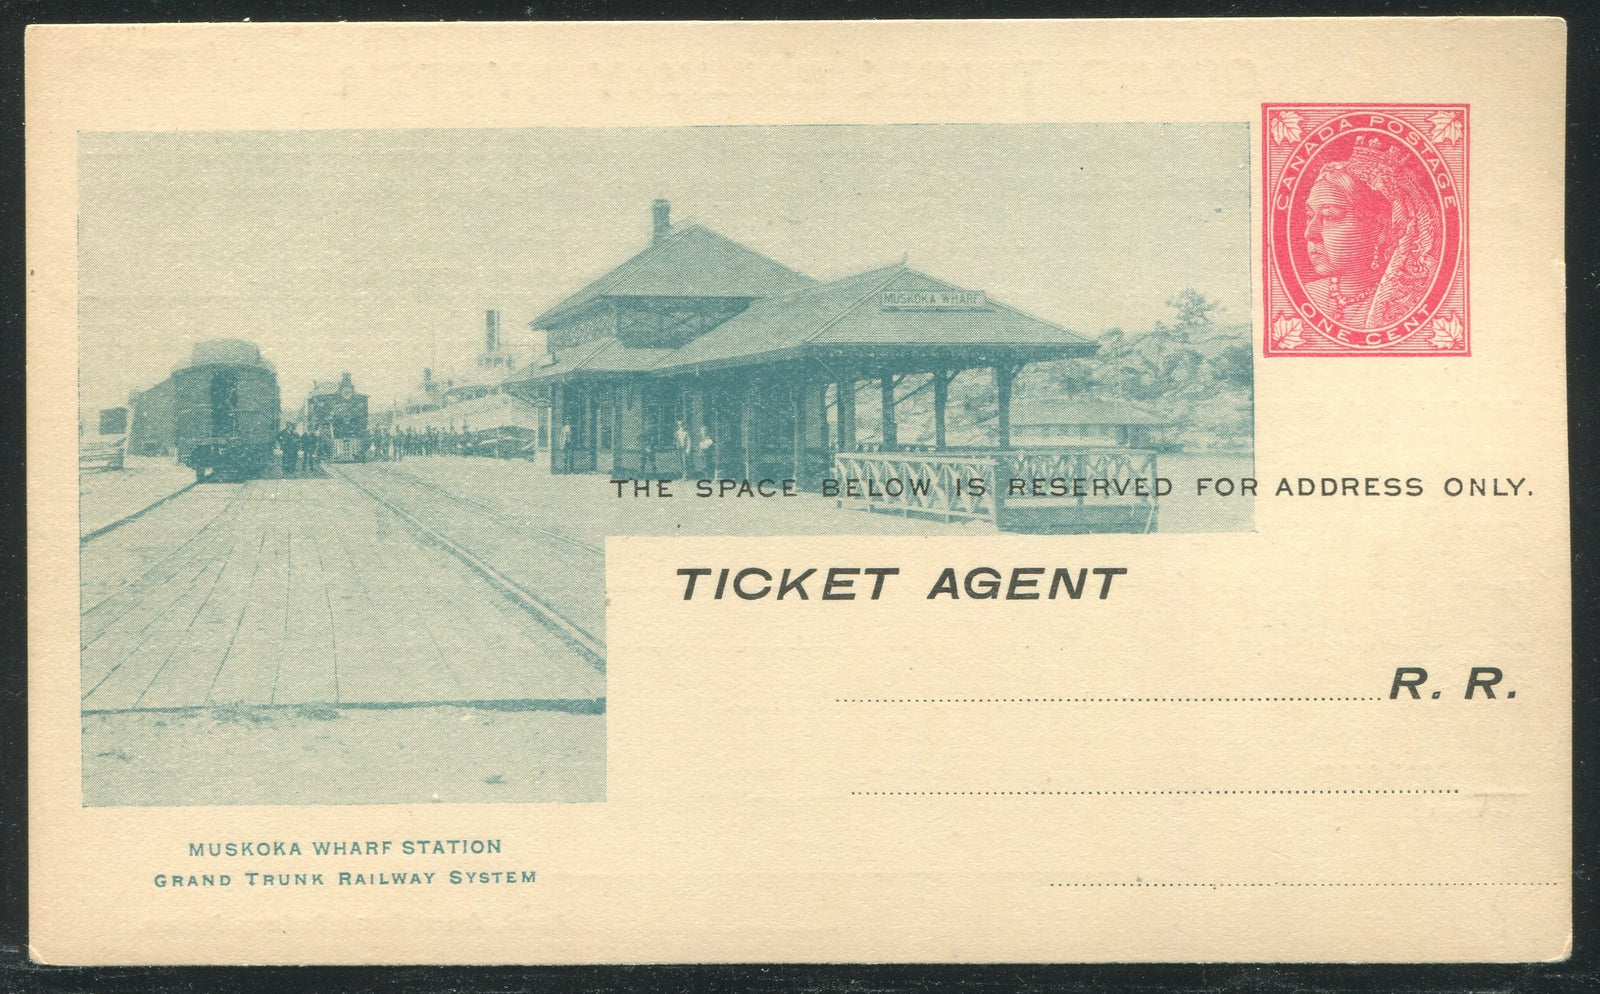 CANADA POSTAGE
ONE CENT
MUSKOKA WHARF
THE SPACE BELOW IS RESERVED FOR ADDRESS ONLY.
TICKET AGENT
R. R.
MUSKOKA WHARF STATION
GRAND TRUNK RAILWAY SYSTEM